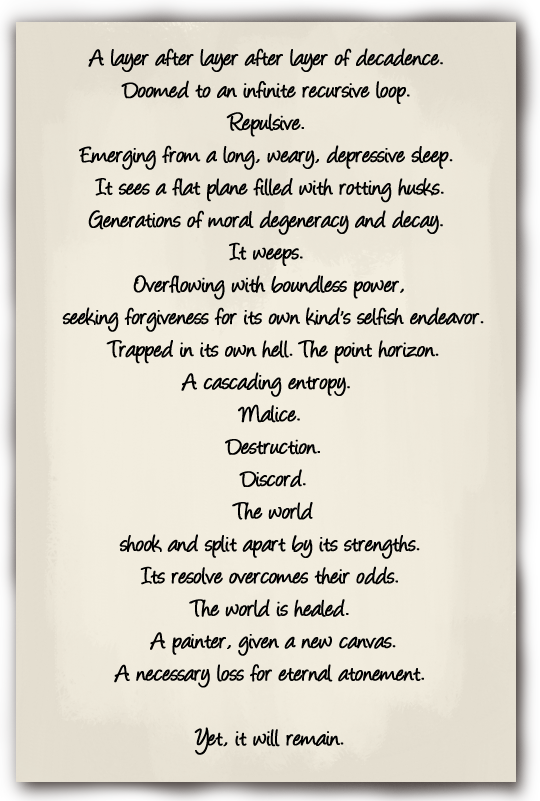 A layer after layer after layer of decadence.
Doomed to an infinite recursive loop.
Repulsive.
Emerging from a long, weary, depressive sleep.
It sees a flat plane filled with rotting husks.
Generations of moral degeneracy and decay.
It weeps.
Overflowing with boundless power,
seeking forgiveness for its own kind's selfish endeavor.
Trapped in its own hell. The point horizon.
A cascading entropy.
Malice.
Destruction.
Discord.
The world
shook and split apart by its strengths.
Its resolve overcomes their odds.
The world is healed.
A painter, given a new canvas.
A necessary loss for eternal atonement.
Yet, it will remain.